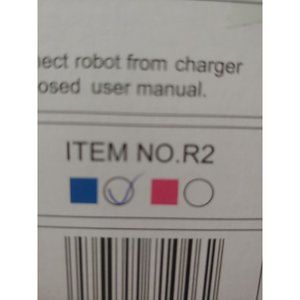 robot from charger
user manual.
ITEM NO.R2